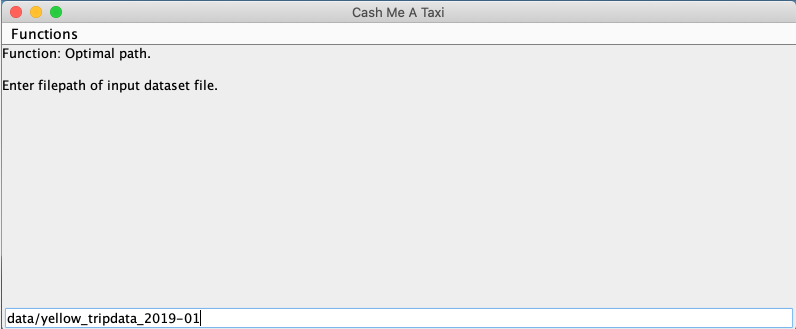 Cash Me A Taxi
Functions
Function: Optimal path.
Enter filepath of input dataset file.
data/yellow_tripdata_2019-01